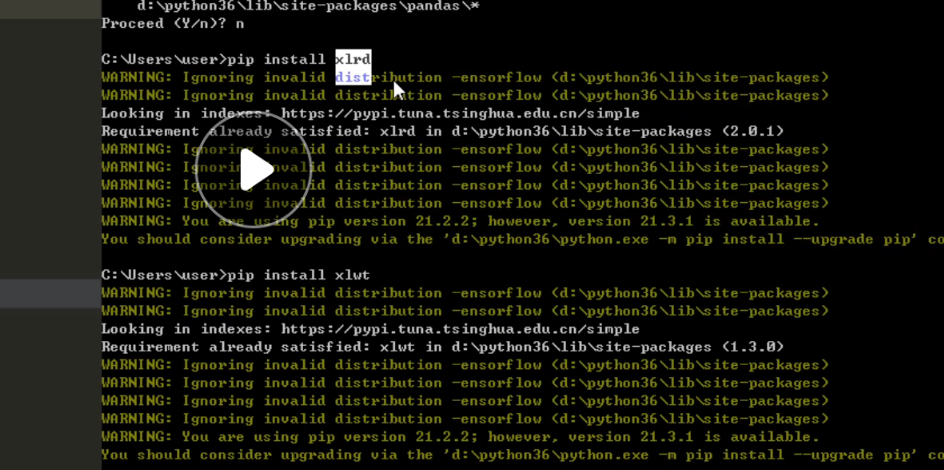 d:\python36\lib\site-packages\pandas\*
Proceed (Y/n)? n
C:\Users\user>pip install xlrd
WARNING: Ignoring invalid distribution -ensorflow (d:\python36\lib\site-packages)
WARNING: Ignoring invalid distribution -ensorflow (d:\python36\lib\site-packages)
Looking in indexes: https://pypi.tuna.tsinghua.edu.cn/simple
Requirement already satisfied: xlrd in d:\python36\lib\site-packages (2.0.1)
WARNING: Ignoring invalid distribution -ensorflow (d:\python36\lib\site-packages)
WARNING: Ignoring invalid distribution -ensorflow (d:\python36\lib\site-packages)
WARNING: Ignoring invalid distribution -ensorflow (d:\python36\lib\site-packages)
WARNING: Ignoring invalid distribution -ensorflow (d:\python36\lib\site-packages)
WARNING: You are using pip version 21.2.2; however, version 21.3.1 is available.
You should consider upgrading via the 'd:\python36\python.exe -m pip install --upgrade pip' co
C:\Users\user>pip install xlwt
WARNING: Ignoring invalid distribution -ensorflow (d:\python36\lib\site-packages)
WARNING: Ignoring invalid distribution -ensorflow (d:\python36\lib\site-packages)
Looking in indexes: https://pypi.tuna.tsinghua.edu.cn/simple
Requirement already satisfied: xlwt in d:\python36\lib\site-packages (1.3.0)
WARNING: Ignoring invalid distribution -ensorflow (d:\python36\lib\site-packages)
WARNING: Ignoring invalid distribution -ensorflow (d:\python36\lib\site-packages)
WARNING: Ignoring invalid distribution -ensorflow (d:\python36\lib\site-packages)
WARNING: Ignoring invalid distribution -ensorflow (d:\python36\lib\site-packages)
WARNING: You are using pip version 21.2.2; however, version 21.3.1 is available.
You should consider upgrading via the 'd:\python36\python.exe -m pip install --upgrade pip' co